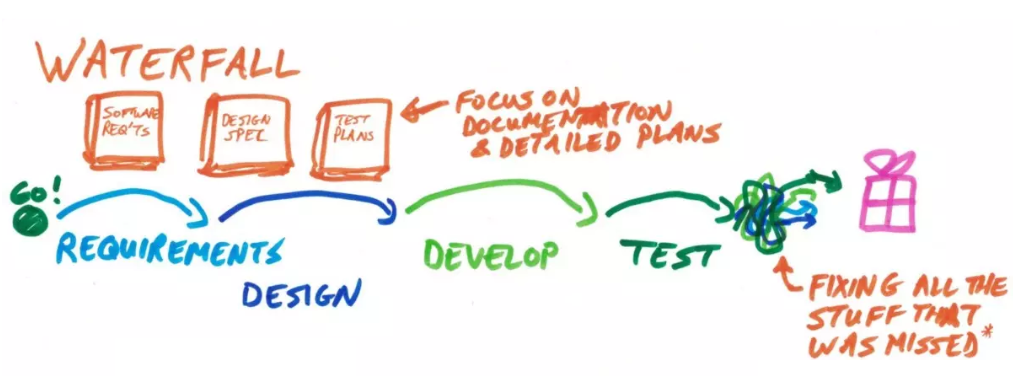 WATERFALL
SOFTWARE
REQ'TS
DESIGN
SPEC
TEST
PLANS
FOCUS ON
DOCUMENTATION
& DETAILED PLANS
GO!
REQUIREMENTS
DESIGN
DEVELOP
TEST
FIXING ALL THE
STUFF THAT
WAS MISSED*